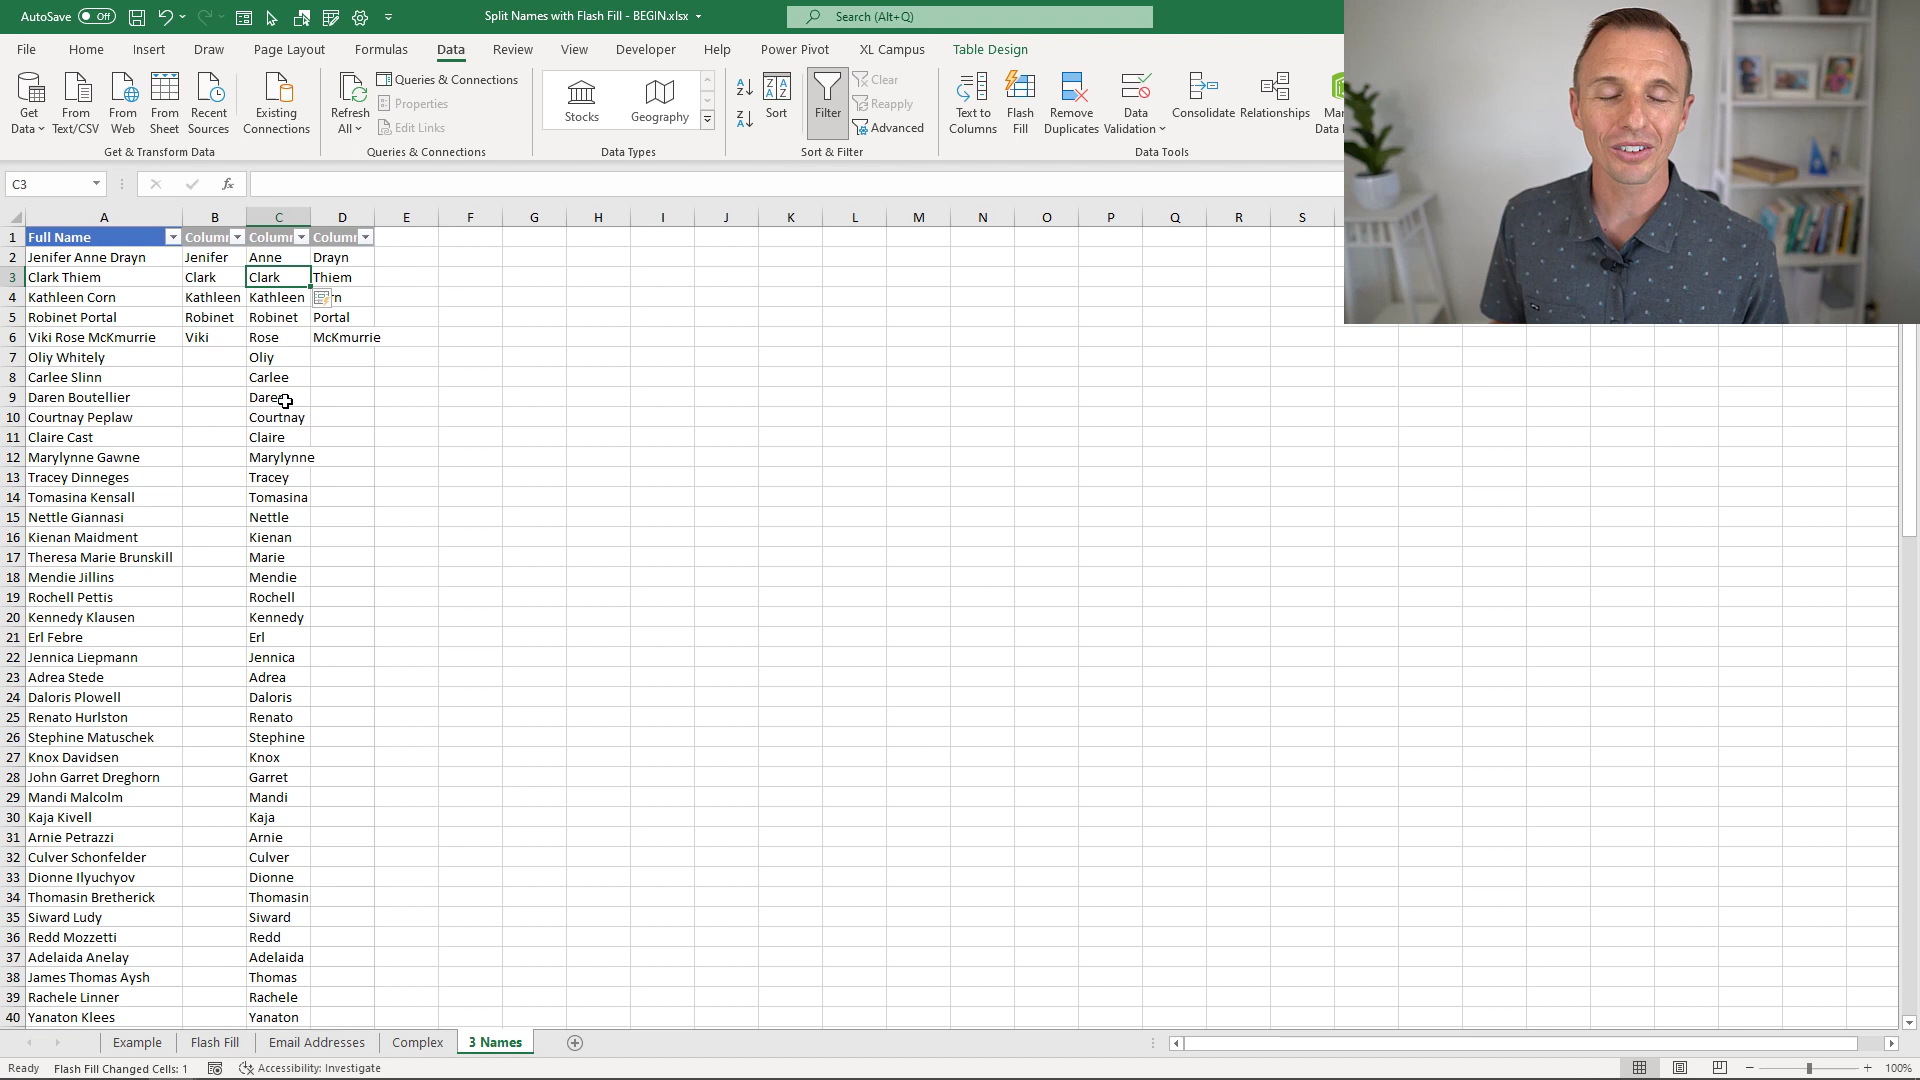 AutoSave Off
Split Names with Flash Fill - BEGIN.xlsx
Search (Alt+Q)
File Home Insert Draw Page Layout Formulas Data Review View Developer Help Power Pivot XL Campus Table Design
Get Data
From Text/CSV
From Web
From Sheet
Recent Sources
Existing Connections
Get & Transform Data
Refresh All
Queries & Connections
Properties
Edit Links
Queries & Connections
Stocks
Geography
Data Types
Sort
Filter
Clear
Reapply
Advanced
Sort & Filter
Text to Columns
Flash Fill
Remove Duplicates
Data Validation
Consolidate
Relationships
Data Tools
C3
fx
A B C D E F G H I J K L M N O P Q R S
1 Full Name Colum Colum Colum
2 Jenifer Anne Drayn Jenifer Anne Drayn
3 Clark Thiem Clark Clark Thiem
4 Kathleen Corn Kathleen Kathleen
5 Robinet Portal Robinet Robinet Portal
6 Viki Rose McKmurrie Viki Rose McKmurrie
7 Oliy Whitely Oliy
8 Carlee Slinn Carlee
9 Daren Boutellier Daren
10 Courtnay Peplaw Courtnay
11 Claire Cast Claire
12 Marylynne Gawne Marylynne
13 Tracey Dinneges Tracey
14 Tomasina Kensall Tomasina
15 Nettle Giannasi Nettle
16 Kienan Maidment Kienan
17 Theresa Marie Brunskill Marie
18 Mendie Jillins Mendie
19 Rochell Pettis Rochell
20 Kennedy Klausen Kennedy
21 Erl Febre Erl
22 Jennica Liepmann Jennica
23 Adrea Stede Adrea
24 Daloris Plowell Daloris
25 Renato Hurlston Renato
26 Stephine Matuschek Stephine
27 Knox Davidsen Knox
28 John Garret Dreghorn Garret
29 Mandi Malcolm Mandi
30 Kaja Kivell Kaja
31 Arnie Petrazzi Arnie
32 Culver Schonfelder Culver
33 Dionne Ilyuchyov Dionne
34 Thomasin Bretherick Thomasin
35 Siward Ludy Siward
36 Redd Mozzetti Redd
37 Adelaida Anelay Adelaida
38 James Thomas Aysh Thomas
39 Rachele Linner Rachele
40 Yanaton Klees Yanaton
Example Flash Fill Email Addresses Complex 3 Names
Ready Flash Fill Changed Cells: 1 Accessibility: Investigate 100%